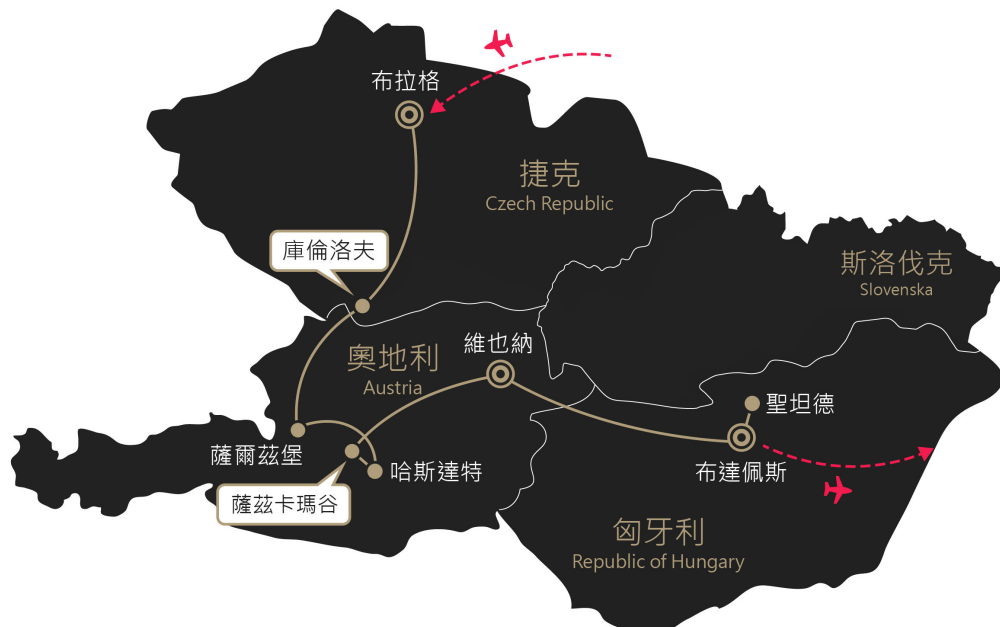 布拉格
捷克
Czech Republic
庫倫洛夫
斯洛伐克
Slovenska
維也納
奧地利
Austria
聖坦德
薩爾茲堡
哈斯達特
布達佩斯
薩茲卡瑪谷
匈牙利
Republic of Hungary